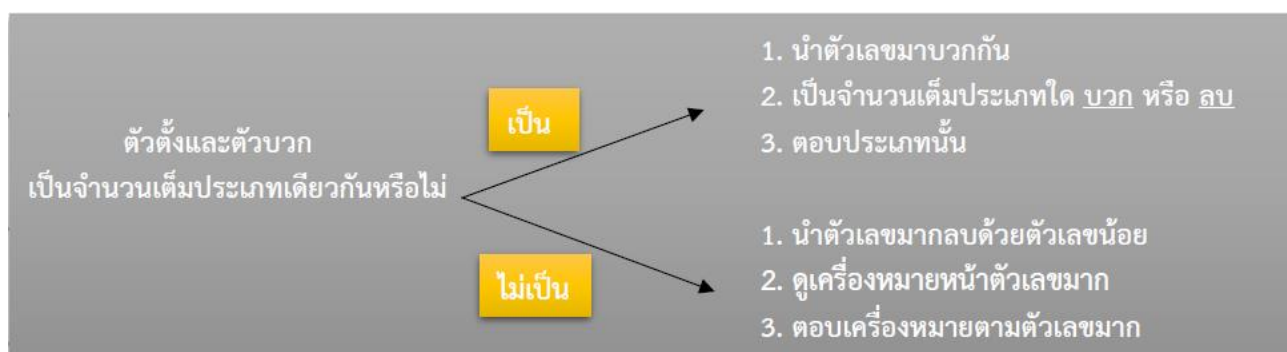 ตัวตั้งและตัวบวก
เป็นจำนวนเต็มประเภทเดียวกันหรือไม่
เป็น
1. นำตัวเลขมาบวกกัน
2. เป็นจำนวนเต็มประเภทใด บวก หรือ ลบ
3. ตอบประเภทนั้น
ไม่เป็น
1. นำตัวเลขมากลบด้วยตัวเลขน้อย
2. ดูเครื่องหมายหน้าตัวเลขมาก
3. ตอบเครื่องหมายตามตัวเลขมาก